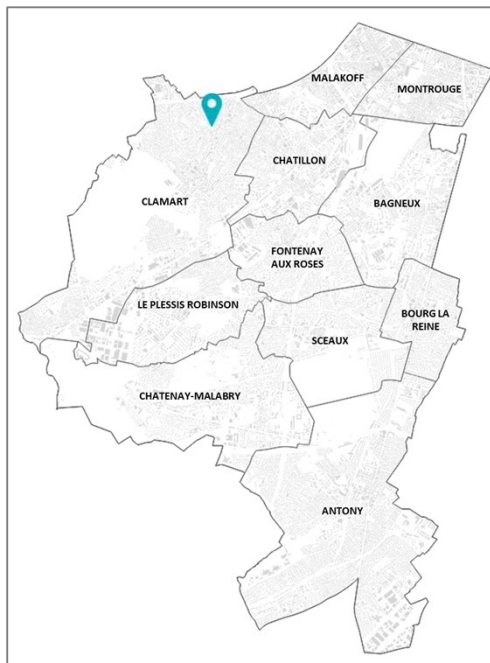 MALAKOFF
MONTROUGE
CHATILLON
CLAMART
BAGNEUX
FONTENAY
AUX ROSES
LE PLESSIS ROBINSON
BOURG LA
REINE
SCEAUX
CHATENAY-MALABRY
ANTONY